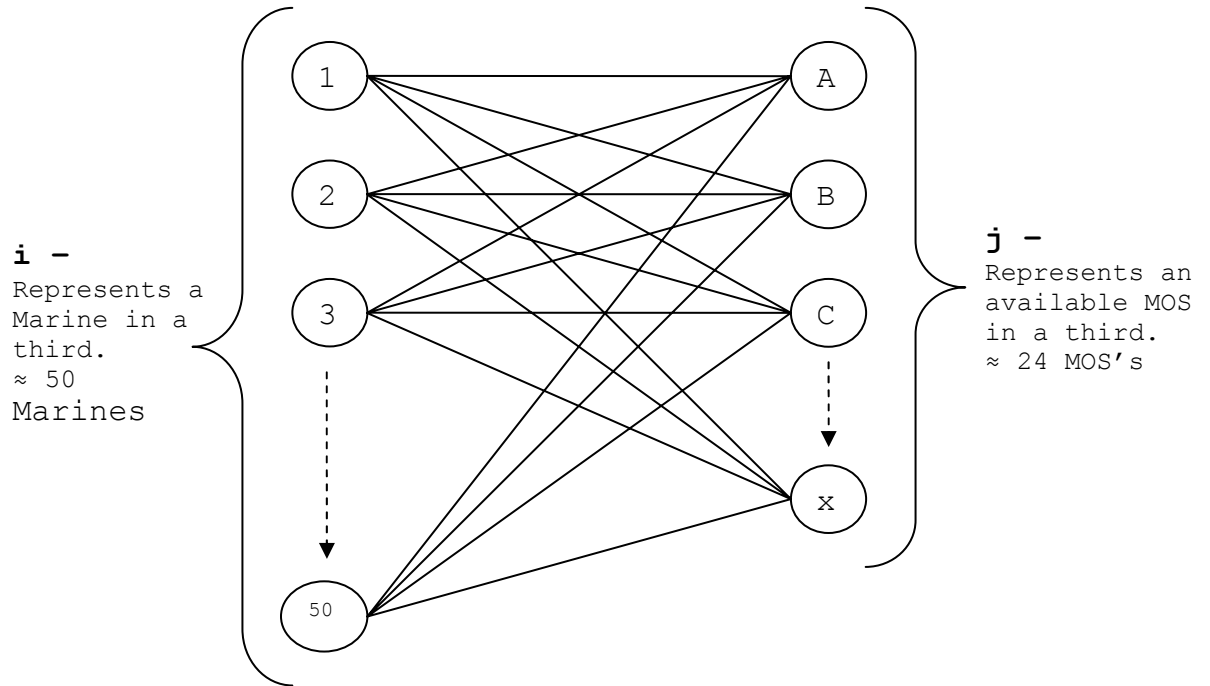 i –
Represents a
Marine in a
third.
≈ 50
Marines
1
2
3
50
A
B
C
x
j –
Represents an
available MOS
in a third.
≈ 24 MOS’s